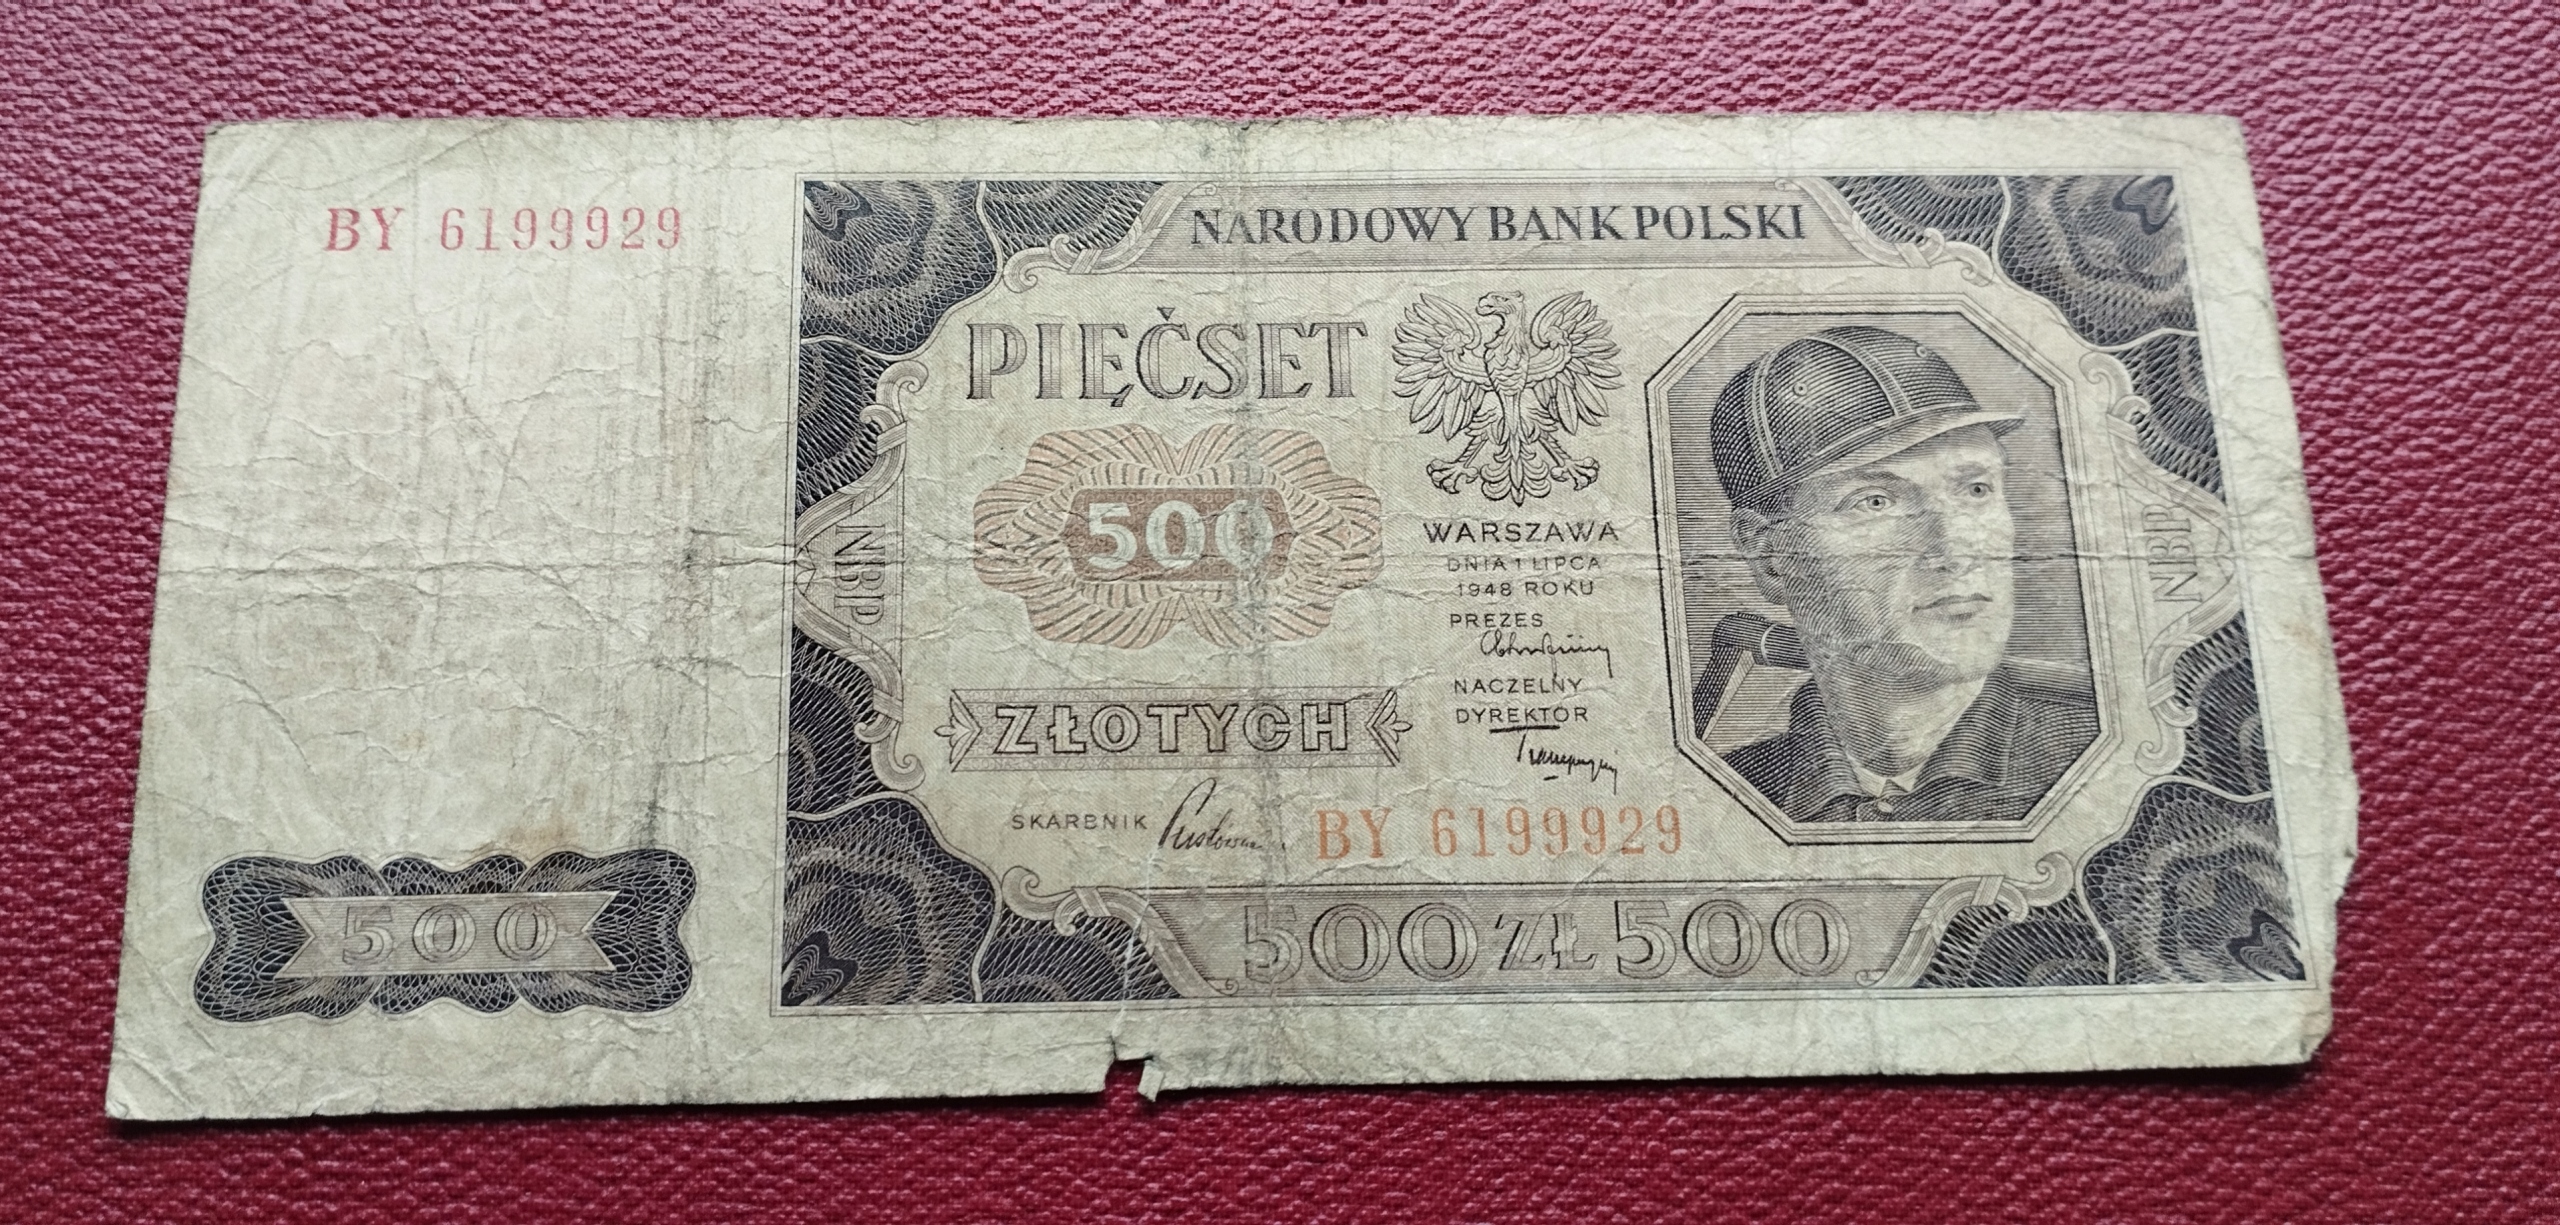 BY 6199929
NARODOWY BANK POLSKI
PIĘĆSET
500
ZŁOTYCH
WARSZAWA
DNIA 1 LIPCA
1948 ROKU
PREZES
NACZELNY
DYREKTOR
SKARBNIK
BY 6199929
NBP
NBP
500
500 ZŁ 500